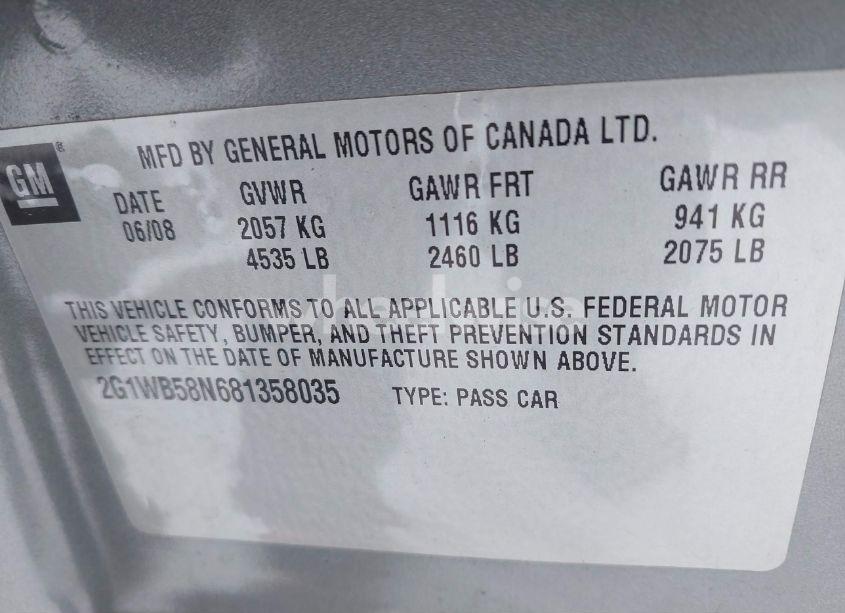 MFD BY GENERAL MOTORS OF CANADA LTD.
GM
DATE GVWR GAWR FRT GAWR RR
06/08 2057 KG 1116 KG 941 KG
4535 LB 2460 LB 2075 LB
THIS VEHICLE CONFORMS TO ALL APPLICABLE U.S. FEDERAL MOTOR
VEHICLE SAFETY, BUMPER, AND THEFT PREVENTION STANDARDS IN
EFFECT ON THE DATE OF MANUFACTURE SHOWN ABOVE.
2G1WB58N681358035 TYPE: PASS CAR